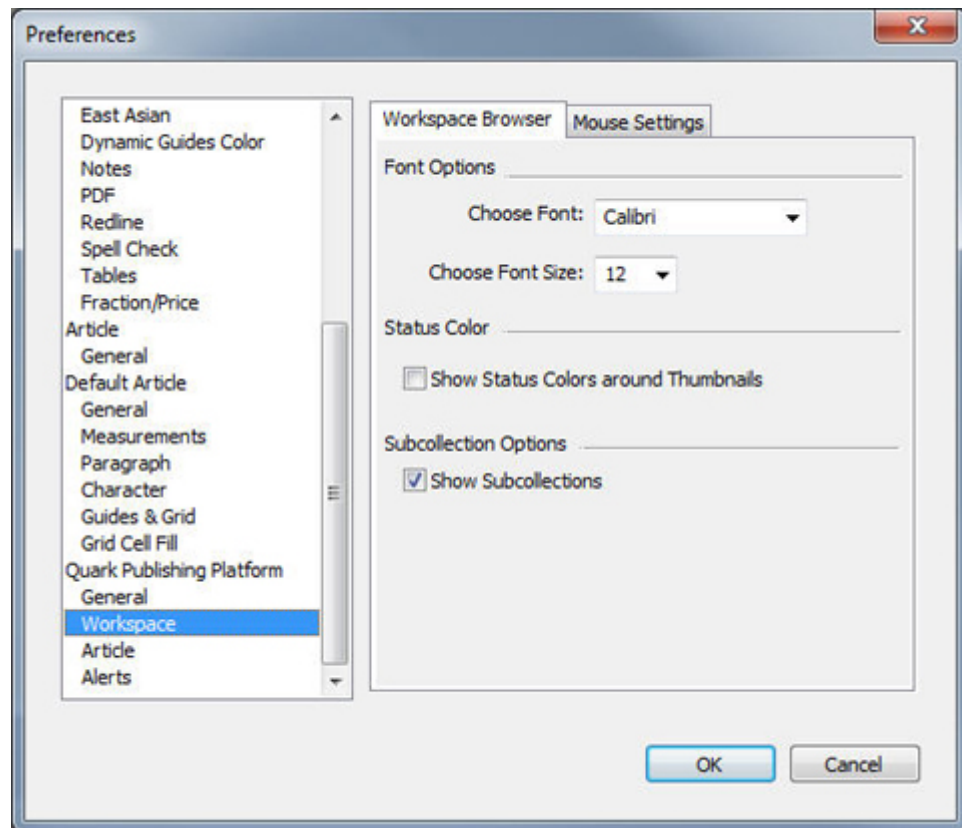 Preferences
East Asian
Dynamic Guides Color
Notes
PDF
Redline
Spell Check
Tables
Fraction/Price
Article
General
Default Article
General
Measurements
Paragraph
Character
Guides & Grid
Grid Cell Fill
Quark Publishing Platform
General
Workspace
Article
Alerts
Workspace Browser
Mouse Settings
Font Options
Choose Font: Calibri
Choose Font Size: 12
Status Color
Show Status Colors around Thumbnails
Subcollection Options
Show Subcollections
OK
Cancel